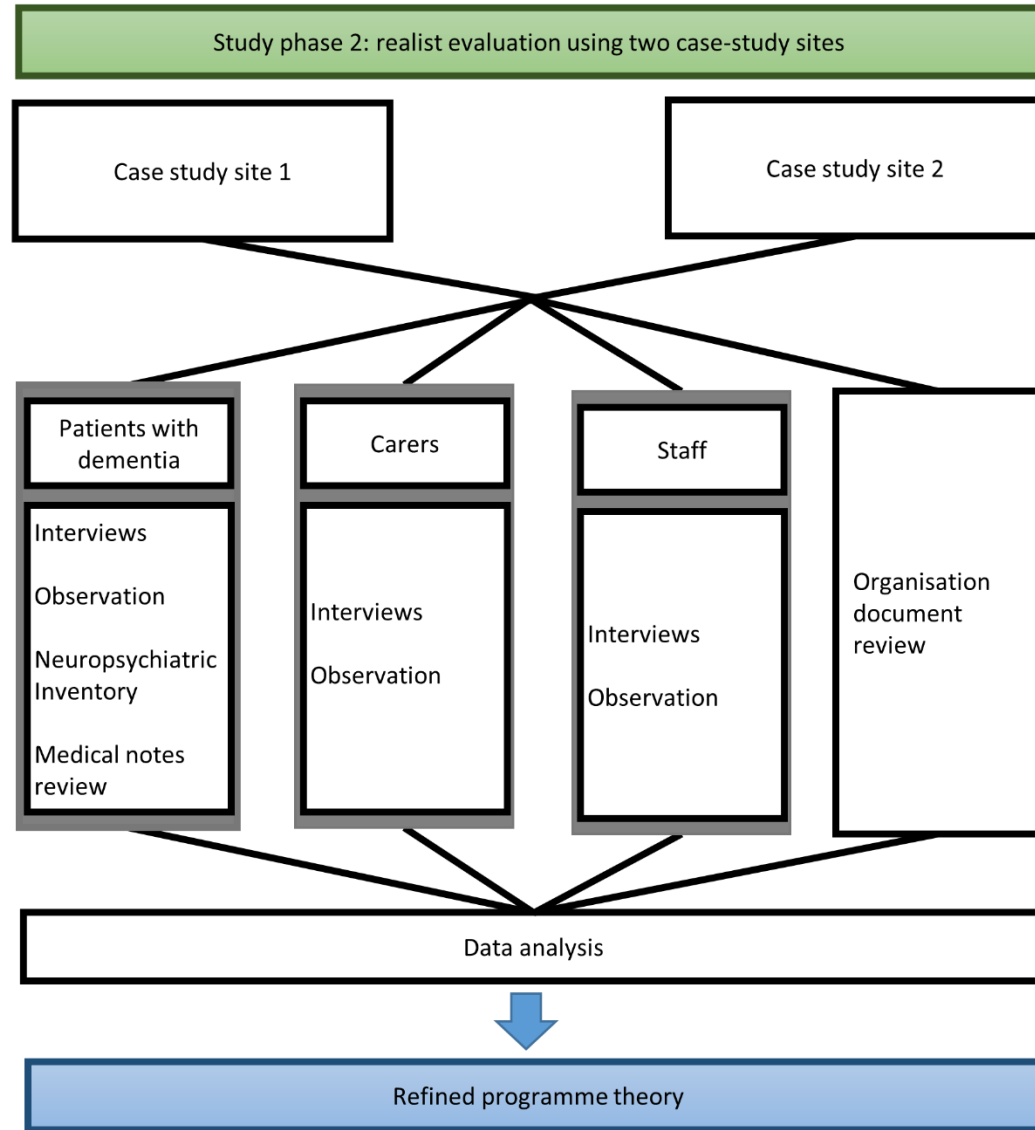 Study phase 2: realist evaluation using two case-study sites
Case study site 1
Case study site 2
Patients with
dementia
Interviews
Observation
Neuropsychiatric
Inventory
Medical notes
review
Carers
Interviews
Observation
Staff
Interviews
Observation
Organisation
document
review
Data analysis
Refined programme theory